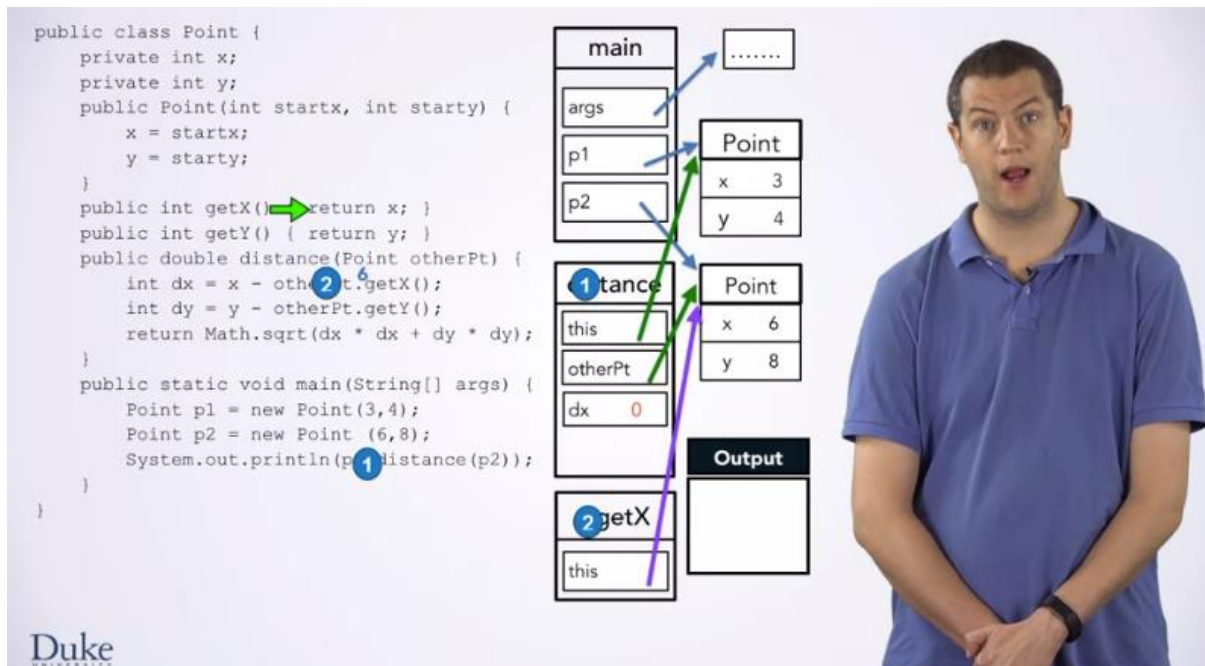 public class Point {
private int x;
private int y;
public Point(int startx, int starty) {
x = startx;
y = starty;
}
public int getX() return x; }
public int getY() { return y; }
public double distance(Point otherPt) {
int dx = x - oth 2 t.getX();
6
int dy = y - otherPt.getY();
return Math.sqrt(dx * dx + dy * dy);
}
public static void main(String[] args) {
Point p1 = new Point(3,4);
Point p2 = new Point (6,8);
System.out.println(p 1 distance(p2));
}
}
main
args
p1
p2
.......
Point
x 3
y 4
1 tance
this
otherPt
dx 0
Point
x 6
y 8
2 getX
this
Output
Duke
UNIVERSITY